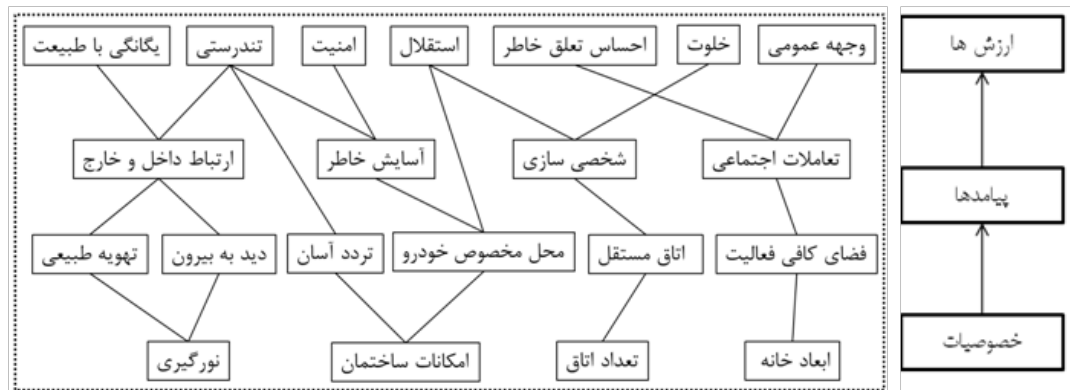 وجهه عمومی
خلوت
احساس تعلق خاطر
استقلال
امنیت
تندرستی
یگانگی با طبیعت
تعاملات اجتماعی
شخصی سازی
آسایش خاطر
ارتباط داخل و خارج
فضای کافی فعالیت
اتاق مستقل
محل مخصوص خودرو
تردد آسان
دید به بیرون
تهویه طبیعی
ابعاد خانه
تعداد اتاق
امکانات ساختمان
نورگیری
ارزش ها
پیامدها
خصوصیات